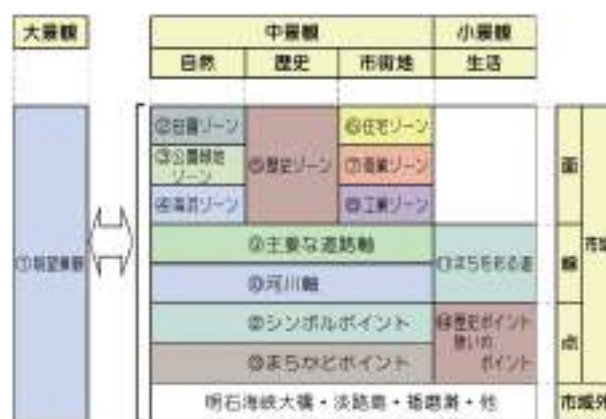 大景観
中景観
小景観
自然
歴史
市街地
生活
①眺望景観
②田園ゾーン
③公園緑地
ゾーン
④海浜ゾーン
⑤歴史ゾーン
⑥住宅ゾーン
⑦商業ゾーン
⑧工業ゾーン
⑨主要な道路軸
⑩河川軸
⑪まちをめぐる道
⑫シンボルポイント
⑬まちかどポイント
⑭歴史ポイント
憩いの
ポイント
明石海峡大橋・淡路島・播磨灘・他
面
線
点
市域
市域外